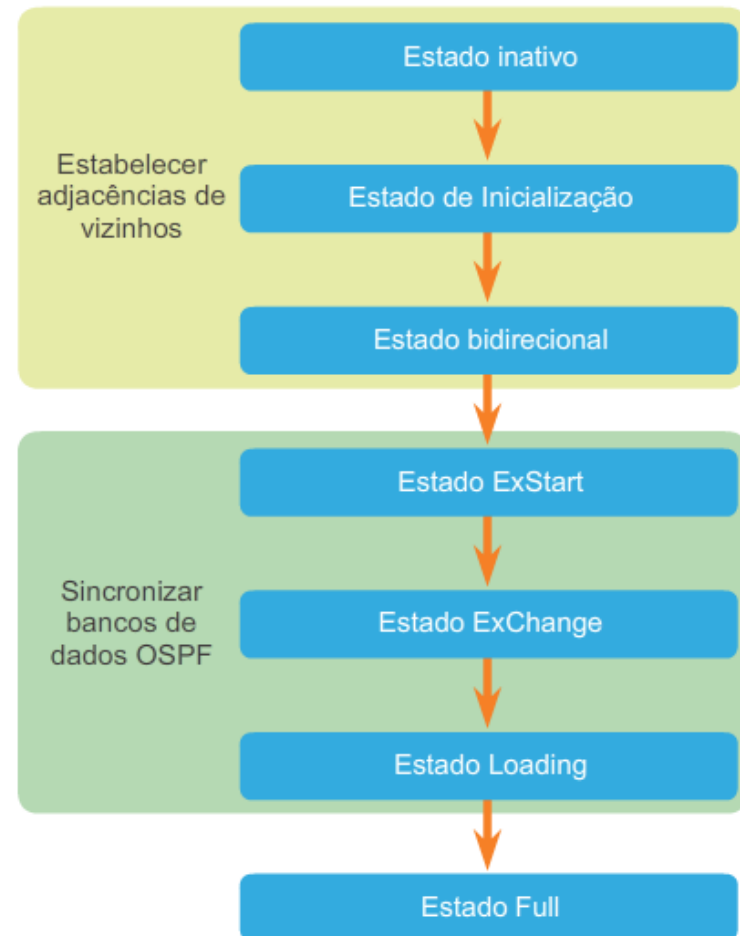 Estado inativo
Estabelecer
adjacências de
vizinhos
Estado de Inicialização
Estado bidirecional
Estado ExStart
Sincronizar
bancos de
dados OSPF
Estado ExChange
Estado Loading
Estado Full